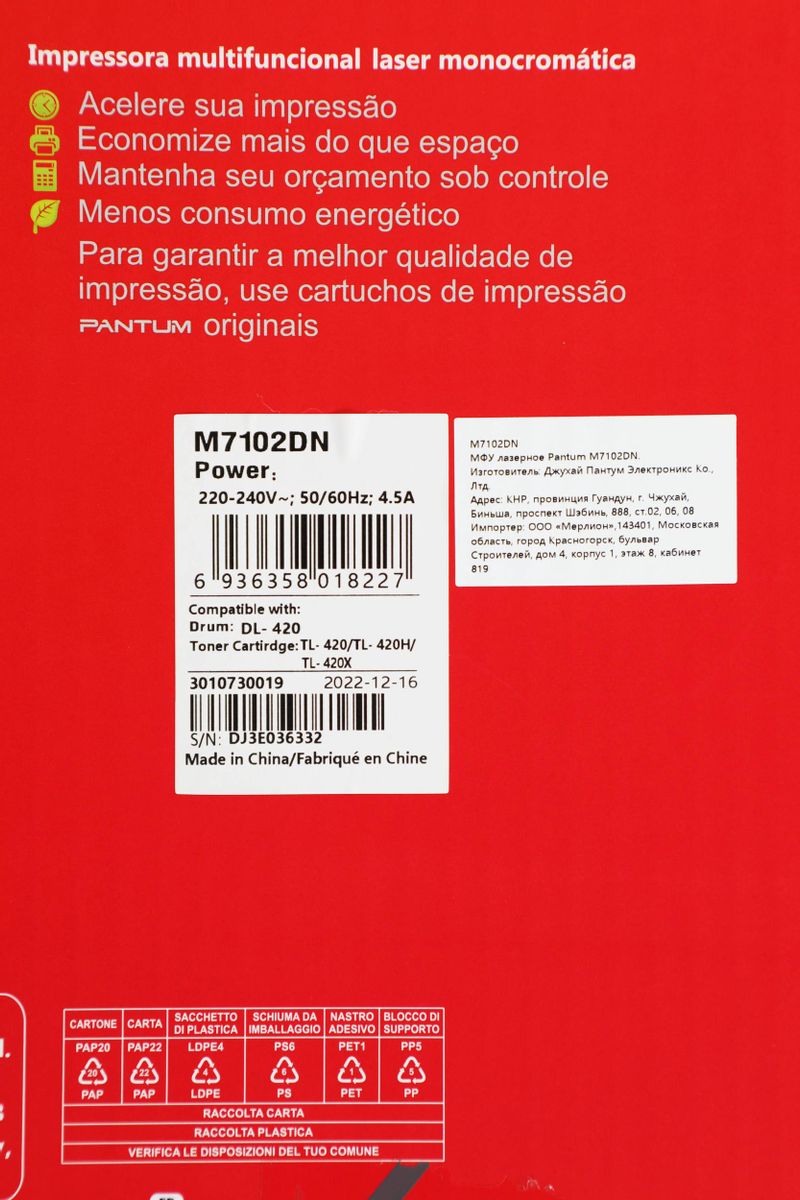 Impressora multifuncional laser monocromática
Acelere sua impressão
Economize mais do que espaço
Mantenha seu orçamento sob controle
Menos consumo energético
Para garantir a melhor qualidade de
impressão, use cartuchos de impressão
PANTUM originais
M7102DN
Power:
220-240V~; 50/60Hz; 4.5A
6 936358 018227
Compatible with:
Drum: DL- 420
Toner Cartirdge: TL- 420/TL- 420H/
TL- 420X
3010730019 2022-12-16
S/N: DJ3E036332
Made in China/Fabriqué en Chine
M7102DN
МФУ лазерное Pantum M7102DN.
Изготовитель: Джухай Пантум Электроникс Ко.,
Лтд.
Адрес: КНР, провинция Гуандун, г. Чжухай,
Биньша, проспект Шэбинь, 888, ст.02, 06, 08
Импортер: ООО «Мерлион»,143401, Московская
область, город Красногорск, бульвар
Строителей, дом 4, корпус 1, этаж 8, кабинет
819
CARTONE CARTA SACCHETTO DI PLASTICA SCHIUMA DA IMBALLAGGIO NASTRO ADESIVO BLOCCO DI SUPPORTO
PAP20 PAP22 LDPE4 PS6 PET1 PP5
20 22 4 6 1 5
PAP PAP LDPE PS PET PP
RACCOLTA CARTA
RACCOLTA PLASTICA
VERIFICA LE DISPOSIZIONI DEL TUO COMUNE